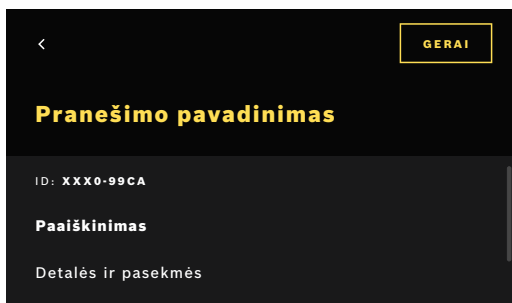 GERAI
Pranešimo pavadinimas
ID: XXX0-99CA
Paaiškinimas
Detalės ir pasekmės